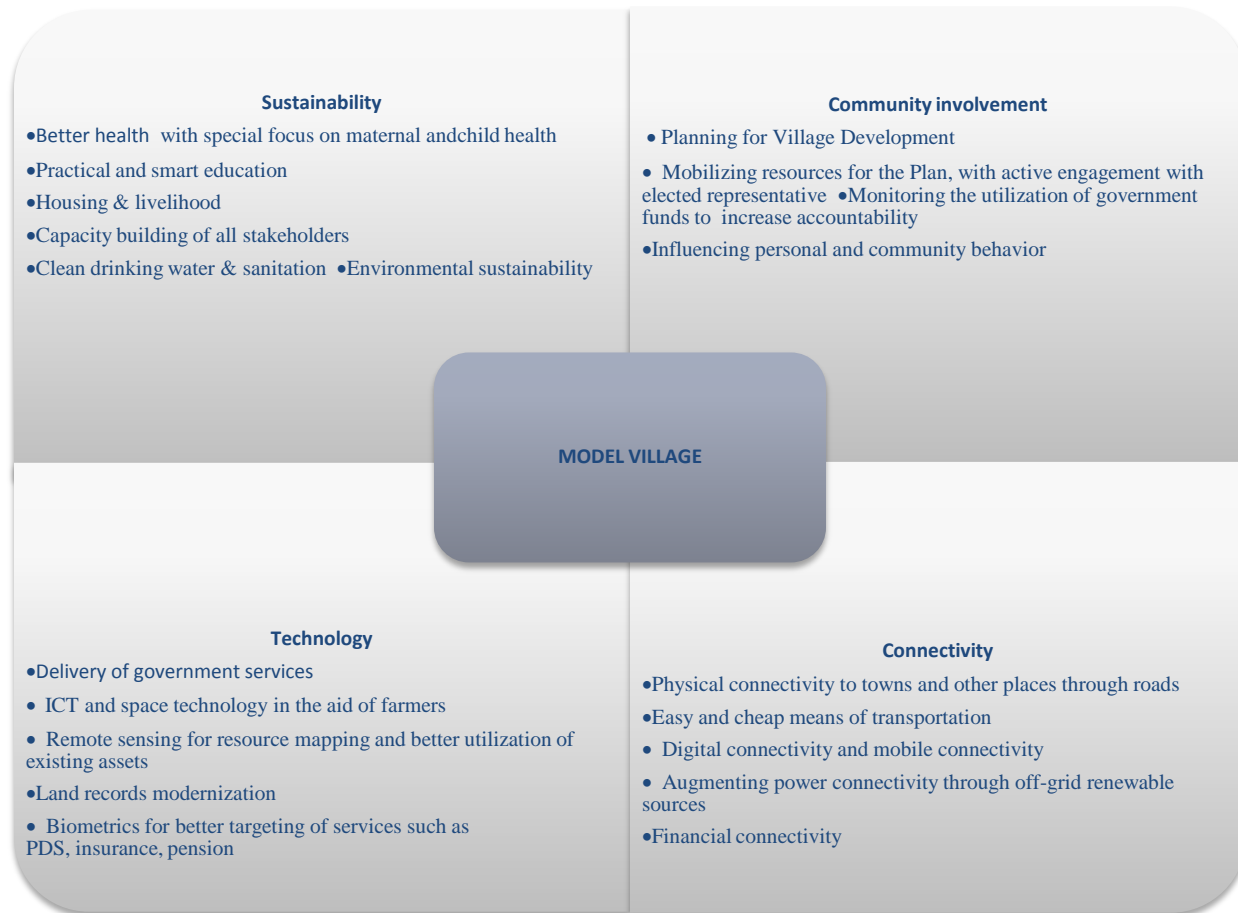 Sustainability
•Better health with special focus on maternal andchild health
•Practical and smart education
•Housing & livelihood
•Capacity building of all stakeholders
•Clean drinking water & sanitation •Environmental sustainability
Community involvement
• Planning for Village Development
• Mobilizing resources for the Plan, with active engagement with
elected representative •Monitoring the utilization of government
funds to increase accountability
•Influencing personal and community behavior
MODEL VILLAGE
Technology
•Delivery of government services
• ICT and space technology in the aid of farmers
• Remote sensing for resource mapping and better utilization of
existing assets
•Land records modernization
• Biometrics for better targeting of services such as
PDS, insurance, pension
Connectivity
•Physical connectivity to towns and other places through roads
•Easy and cheap means of transportation
• Digital connectivity and mobile connectivity
• Augmenting power connectivity through off-grid renewable
sources
•Financial connectivity